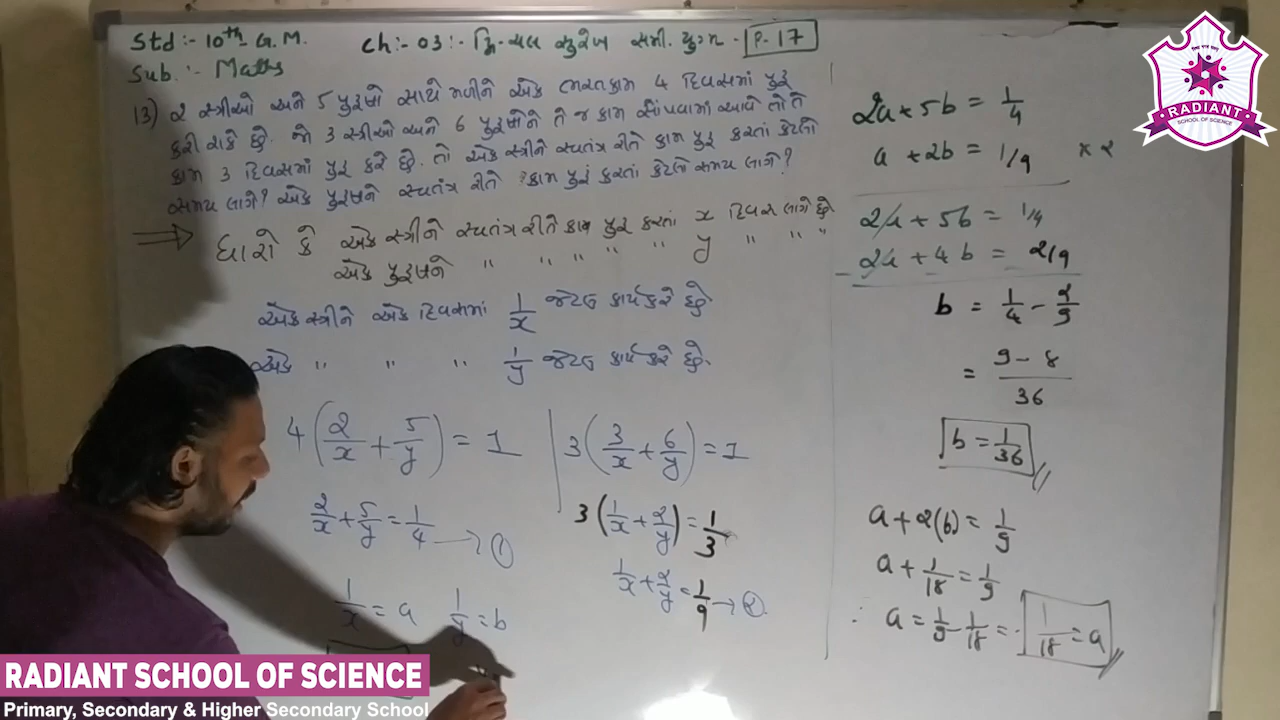 Std :- 10th G.M. Ch :- 03 :- દ્વિ-ચલ સુરેખ સમી. યુગ્મ - P-17
Sub. :- Maths
13) ૨ સ્ત્રીઓ અને 5 પુરુષો સાથે મળીને એક ભરતકામ 4 દિવસમાં પુરૂ
કરી શકે છે. જો 3 સ્ત્રીઓ અને 6 પુરુષોને તે જ કામ સોંપવામાં આવે તો તે
કામ 3 દિવસમાં પુરૂ કરે છે. તો એક સ્ત્રીને સ્વતંત્ર રીતે કામ પુરૂ કરતાં કેટલો
સમય લાગે? એક પુરુષને સ્વતંત્ર રીતે કામ પુરૂ કરતાં કેટલો સમય લાગે?
⇒ ધારો કે એક સ્ત્રીને સ્વતંત્ર રીતે કામ પુરૂ કરતાં x દિવસ લાગે છે
એક પુરુષને " " " " " " y " " "
એક સ્ત્રીને એક દિવસમાં 1/x જેટલુ કાર્ય કરે છે
એક " " " 1/y જેટલુ કાર્ય કરે છે.
4(2/x + 5/y) = 1
2/x + 5/y = 1/4 → ①
1/x = a 1/y = b
3(3/x + 6/y) = 1
3(1/x + 2/y) = 1/3
1/x + 2/y = 1/9 → ②
2a + 5b = 1/4
a + 2b = 1/9 × 2
2a + 5b = 1/4
2a + 4b = 2/9
b = 1/4 - 2/9
= 9 - 8/36
b = 1/36
a + 2(b) = 1/9
a + 1/18 = 1/9
∴ a = 1/9 - 1/18 = 1/18 = a
RADIANT
SCHOOL OF SCIENCE
RADIANT SCHOOL OF SCIENCE
Primary, Secondary & Higher Secondary School